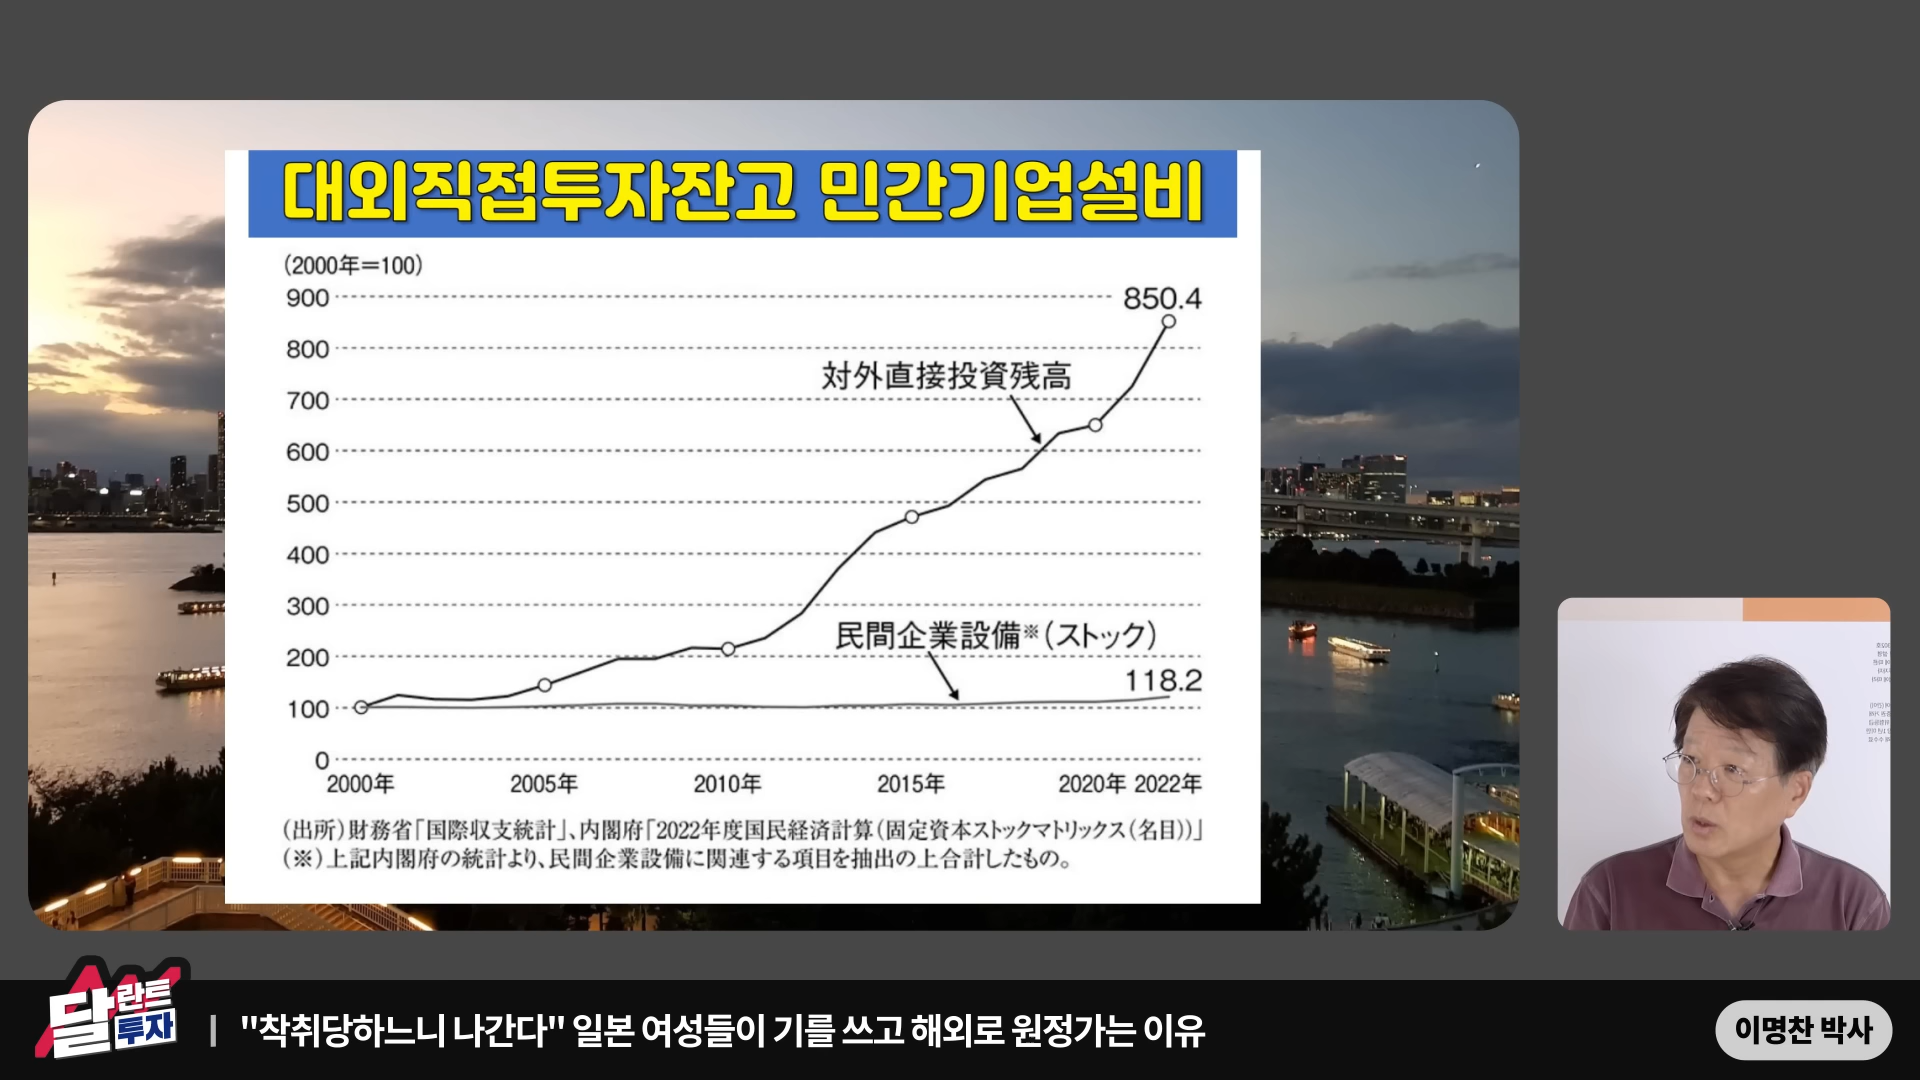 대외직접투자잔고 민간기업설비
(2000年=100)
900
850.4
800
対外直接投資残高
700
600
500
400
300
民間企業設備※(ストック)
200
118.2
100
0
2000年 2005年 2010年 2015年 2020年 2022年
(出所)財務省「国際収支統計」、内閣府「2022年度国民経済計算(固定資本ストックマトリックス(名目))」
(※)上記内閣府の統計より、民間企業設備に関連する項目を抽出の上合計したもの。
달란트투자
| "착취당하느니 나간다" 일본 여성들이 기를 쓰고 해외로 원정가는 이유
이명찬 박사